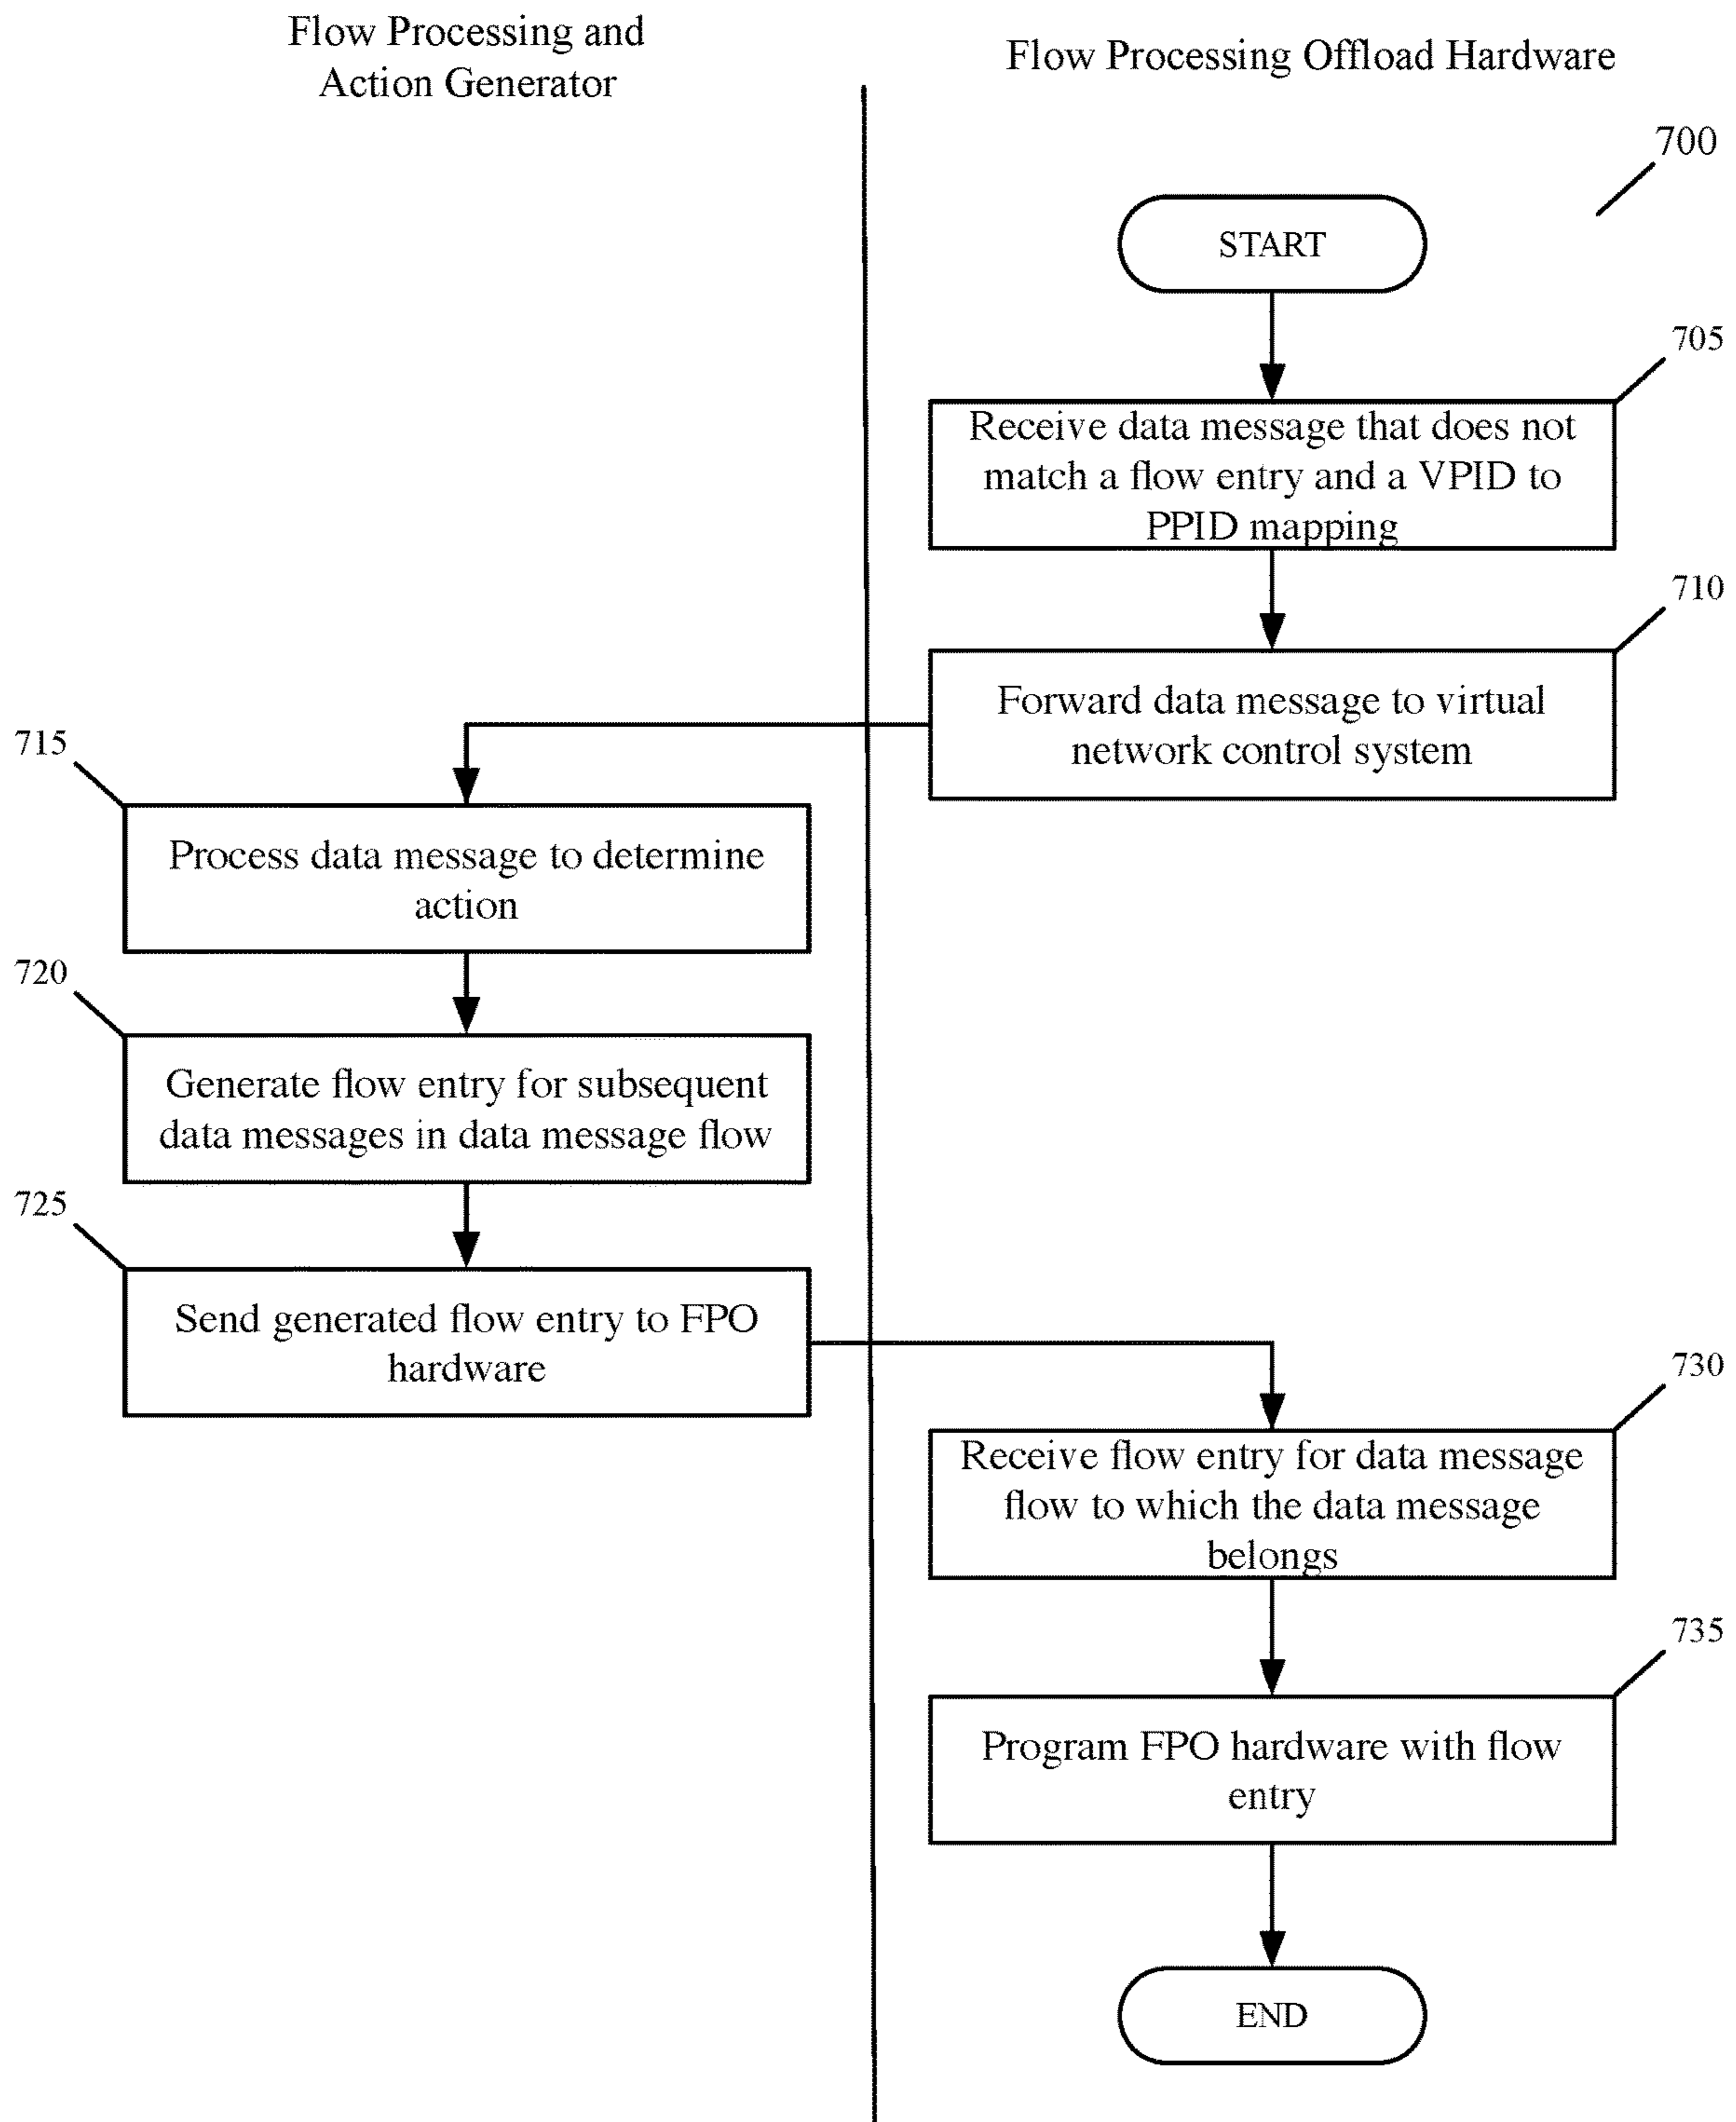 Flow Processing and
Action Generator
Flow Processing Offload Hardware
700
START
705
Receive data message that does not
match a flow entry and a VPID to
PPID mapping
710
Forward data message to virtual
network control system
715
Process data message to determine
action
720
Generate flow entry for subsequent
data messages in data message flow
725
Send generated flow entry to FPO
hardware
730
Receive flow entry for data message
flow to which the data message
belongs
735
Program FPO hardware with flow
entry
END